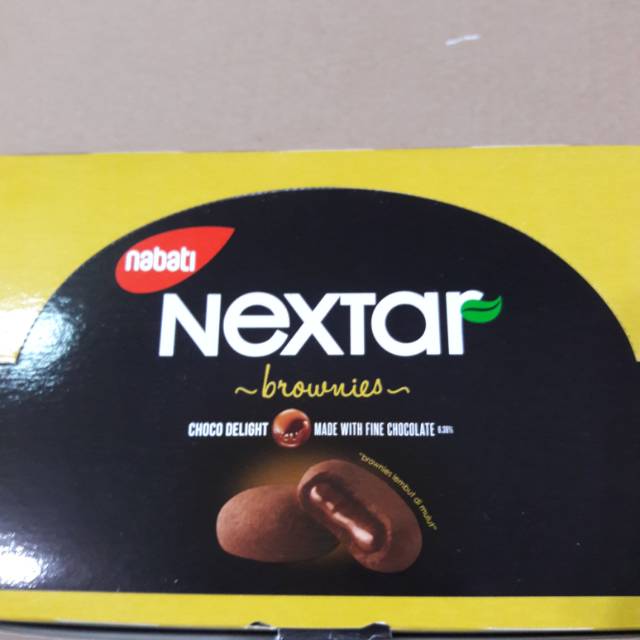 nabati
Nextar
~brownies~
CHOCO DELIGHT MADE WITH FINE CHOCOLATE
"brownies lembut di mulut"